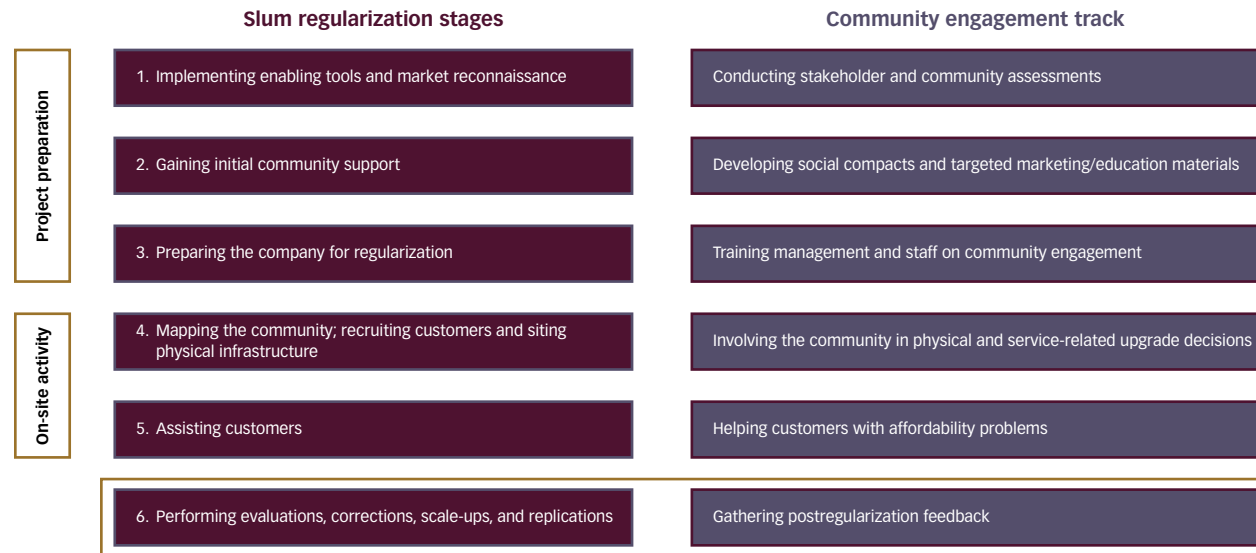 Slum regularization stages
Community engagement track
Project preparation
1. Implementing enabling tools and market reconnaissance
Conducting stakeholder and community assessments
2. Gaining initial community support
Developing social compacts and targeted marketing/education materials
3. Preparing the company for regularization
Training management and staff on community engagement
On-site activity
4. Mapping the community; recruiting customers and siting
physical infrastructure
Involving the community in physical and service-related upgrade decisions
5. Assisting customers
Helping customers with affordability problems
6. Performing evaluations, corrections, scale-ups, and replications
Gathering postregularization feedback